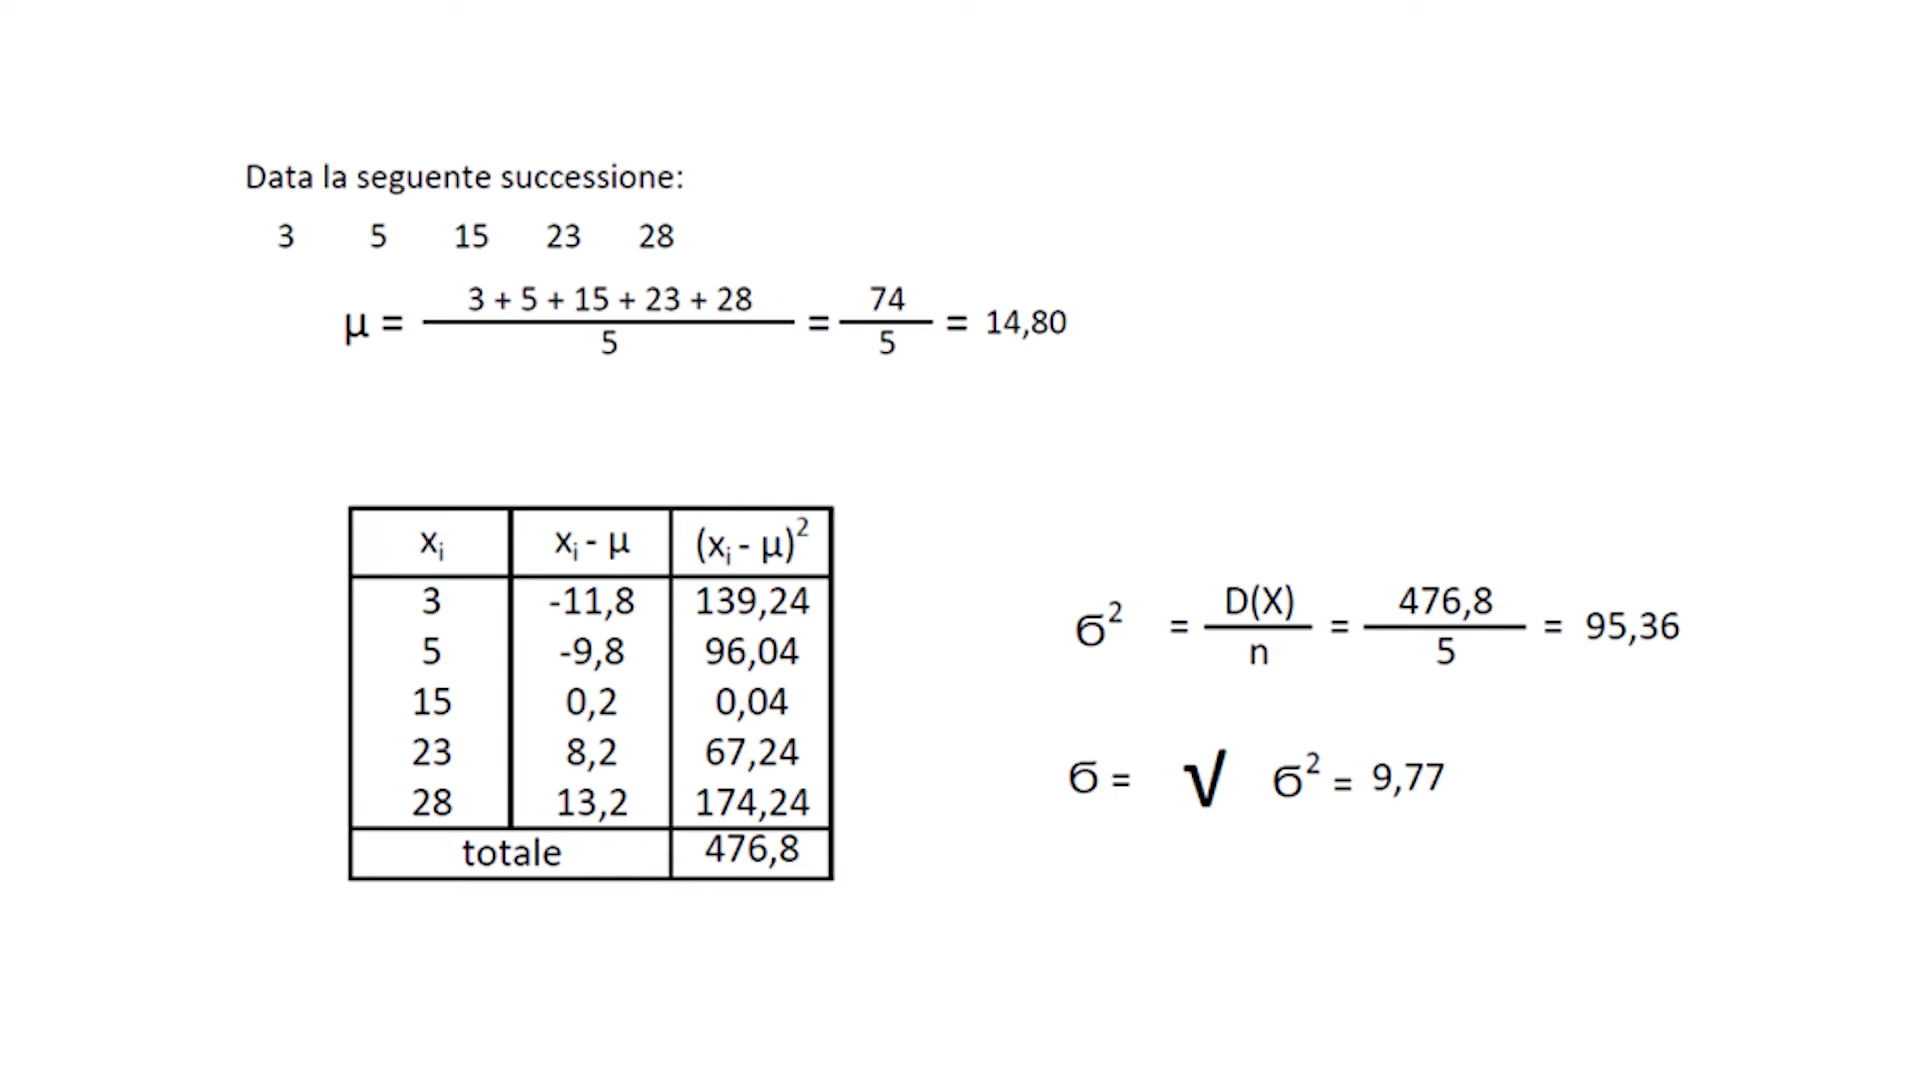 Data la seguente successione:
3 5 15 23 28
3 + 5 + 15 + 23 + 28 74
μ = = = 14,80
5 5
xᵢ xᵢ - μ (xᵢ - μ)²
3 -11,8 139,24
5 -9,8 96,04
15 0,2 0,04
23 8,2 67,24
28 13,2 174,24
totale 476,8
D(X) 476,8
σ² = = = 95,36
n 5
σ = √ σ² = 9,77